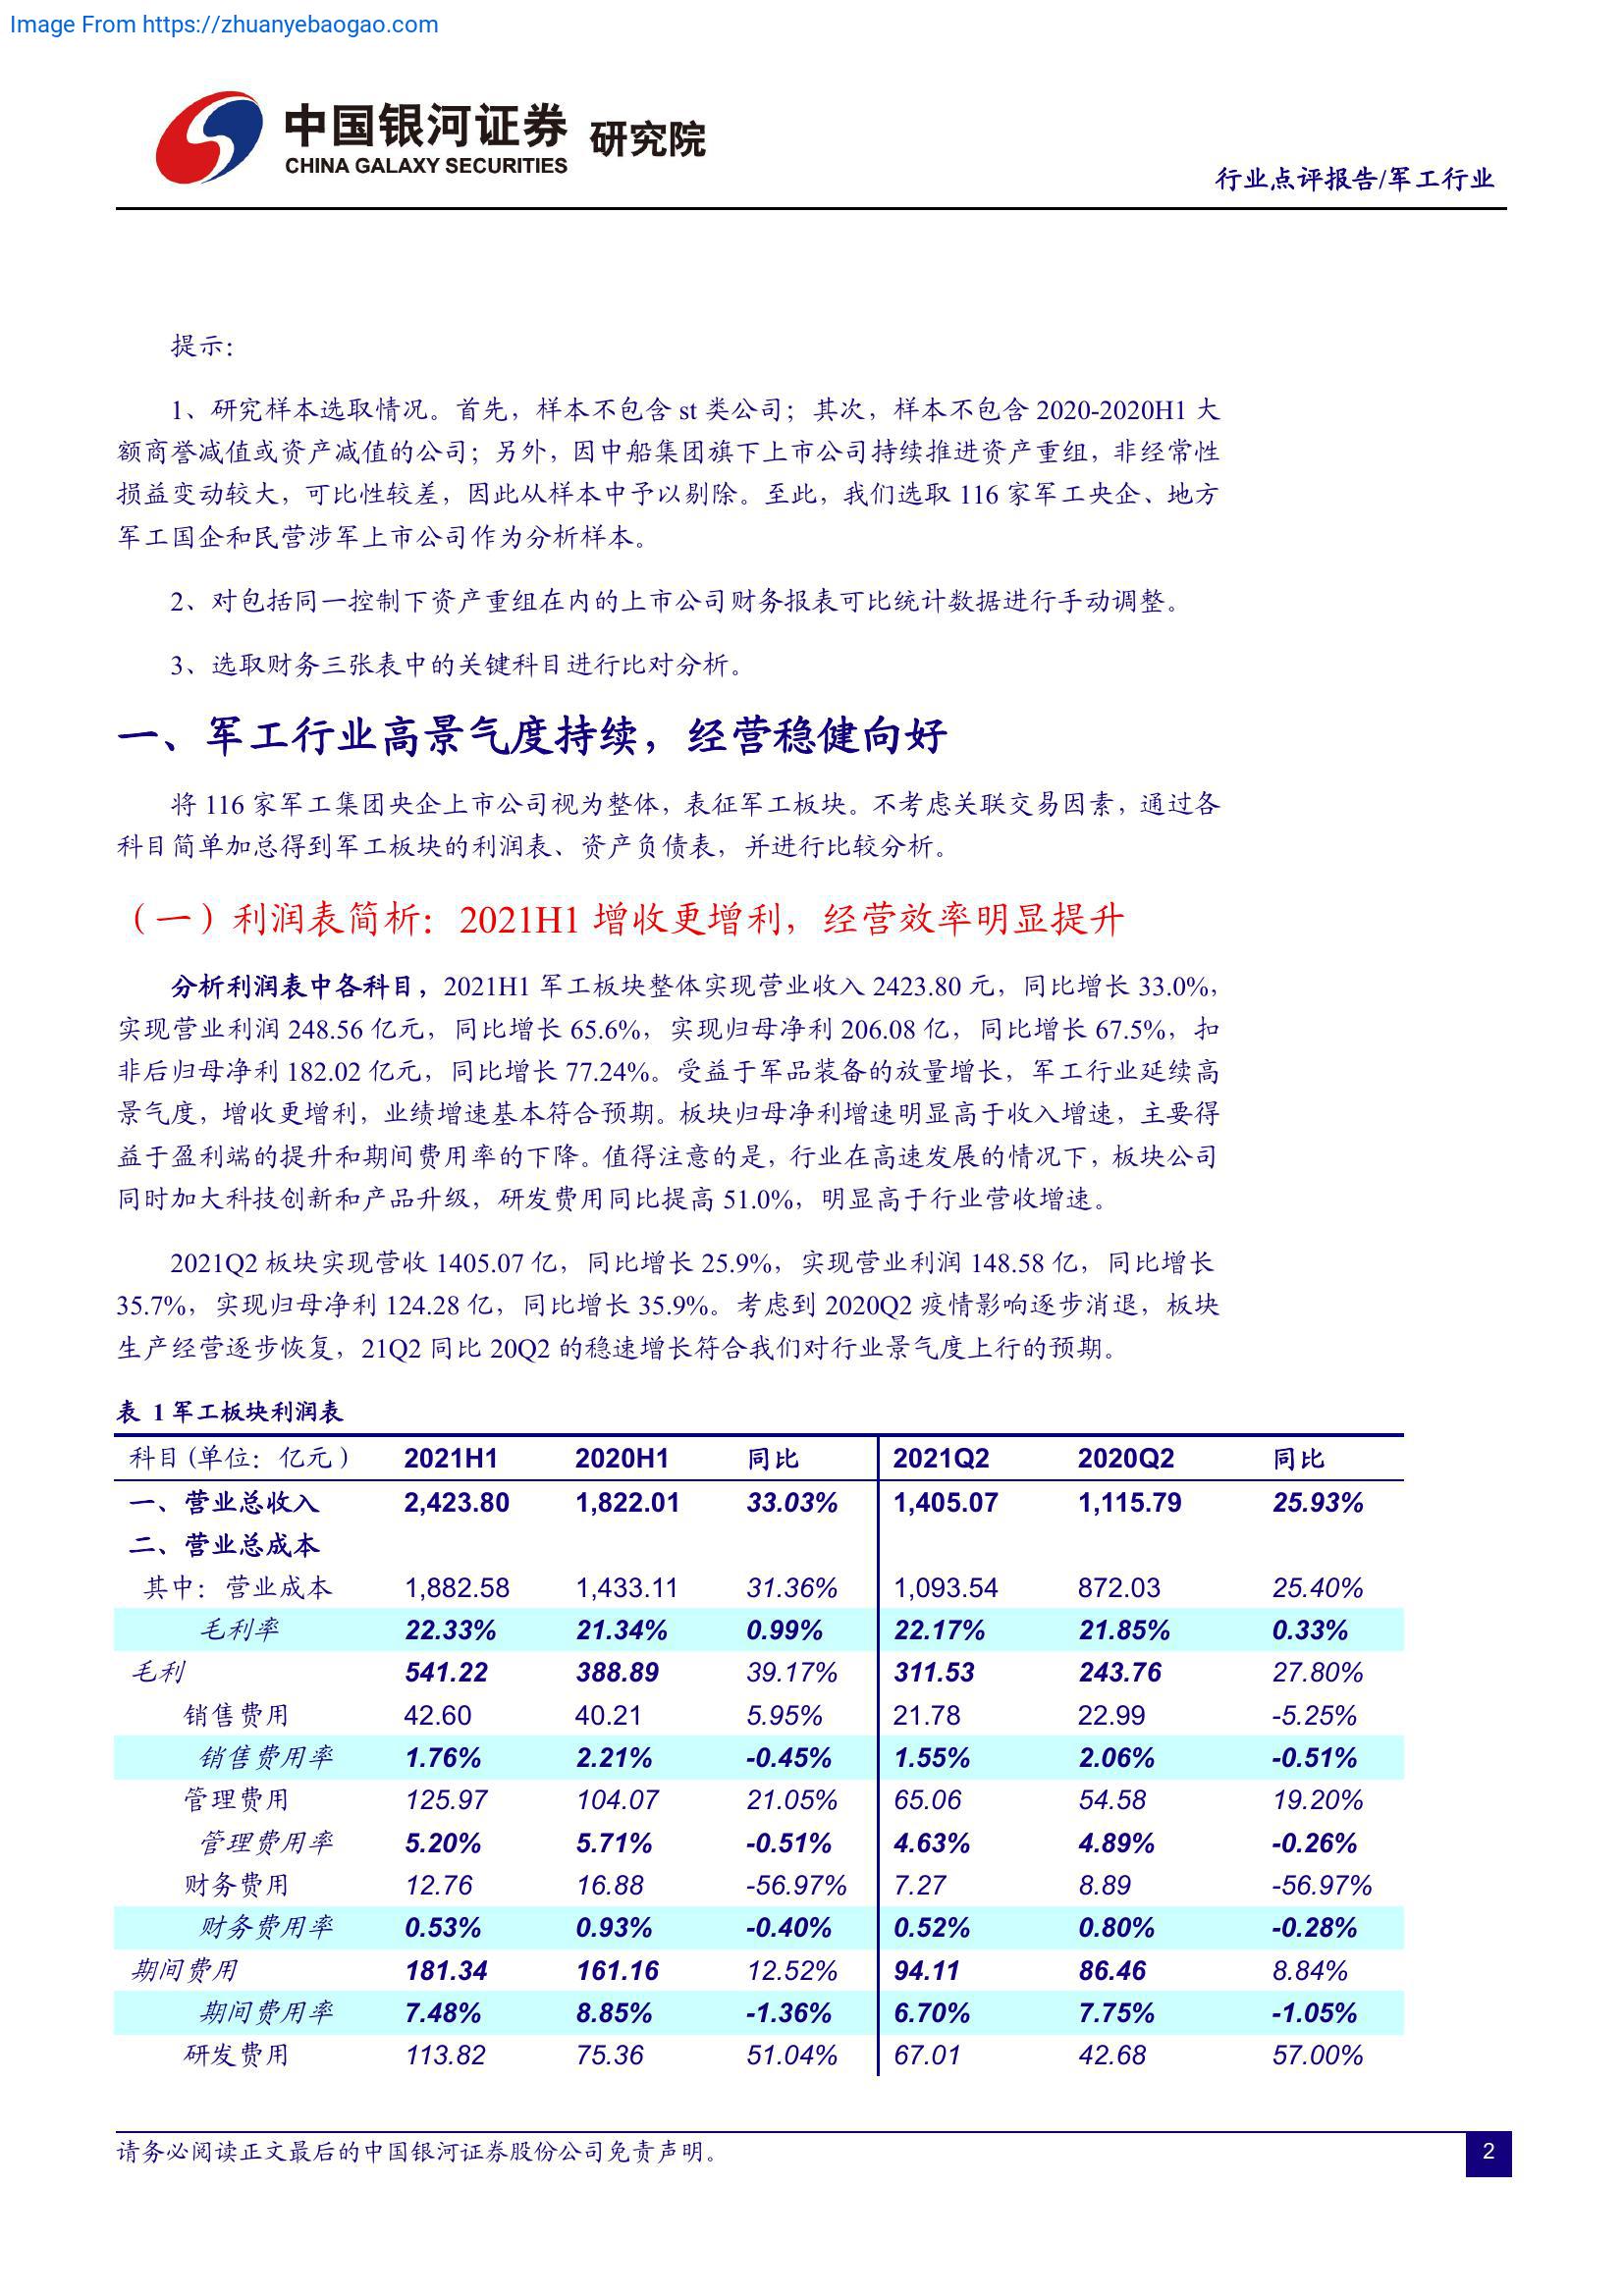 Image From https://zhuanyebaogao.com
中国银河证券 研究院
CHINA GALAXY SECURITIES
行业点评报告/军工行业
提示：
1、研究样本选取情况。首先，样本不包含 st 类公司；其次，样本不包含 2020-2020H1 大
额商誉减值或资产减值的公司；另外，因中船集团旗下上市公司持续推进资产重组，非经常性
损益变动较大，可比性较差，因此从样本中予以剔除。至此，我们选取 116 家军工央企、地方
军工国企和民营涉军上市公司作为分析样本。
2、对包括同一控制下资产重组在内的上市公司财务报表可比统计数据进行手动调整。
3、选取财务三张表中的关键科目进行比对分析。
一、军工行业高景气度持续，经营稳健向好
将 116 家军工集团央企上市公司视为整体，表征军工板块。不考虑关联交易因素，通过各
科目简单加总得到军工板块的利润表、资产负债表，并进行比较分析。
（一）利润表简析：2021H1 增收更增利，经营效率明显提升
分析利润表中各科目，2021H1 军工板块整体实现营业收入 2423.80 元，同比增长 33.0%，
实现营业利润 248.56 亿元，同比增长 65.6%，实现归母净利 206.08 亿，同比增长 67.5%，扣
非后归母净利 182.02 亿元，同比增长 77.24%。受益于军品装备的放量增长，军工行业延续高
景气度，增收更增利，业绩增速基本符合预期。板块归母净利增速明显高于收入增速，主要得
益于盈利端的提升和期间费用率的下降。值得注意的是，行业在高速发展的情况下，板块公司
同时加大科技创新和产品升级，研发费用同比提高 51.0%，明显高于行业营收增速。
2021Q2 板块实现营收 1405.07 亿，同比增长 25.9%，实现营业利润 148.58 亿，同比增长
35.7%，实现归母净利 124.28 亿，同比增长 35.9%。考虑到 2020Q2 疫情影响逐步消退，板块
生产经营逐步恢复，21Q2 同比 20Q2 的稳速增长符合我们对行业景气度上行的预期。
表 1 军工板块利润表
科目(单位：亿元) 2021H1 2020H1 同比 2021Q2 2020Q2 同比
一、营业总收入 2,423.80 1,822.01 33.03% 1,405.07 1,115.79 25.93%
二、营业总成本
其中：营业成本 1,882.58 1,433.11 31.36% 1,093.54 872.03 25.40%
毛利率 22.33% 21.34% 0.99% 22.17% 21.85% 0.33%
毛利 541.22 388.89 39.17% 311.53 243.76 27.80%
销售费用 42.60 40.21 5.95% 21.78 22.99 -5.25%
销售费用率 1.76% 2.21% -0.45% 1.55% 2.06% -0.51%
管理费用 125.97 104.07 21.05% 65.06 54.58 19.20%
管理费用率 5.20% 5.71% -0.51% 4.63% 4.89% -0.26%
财务费用 12.76 16.88 -56.97% 7.27 8.89 -56.97%
财务费用率 0.53% 0.93% -0.40% 0.52% 0.80% -0.28%
期间费用 181.34 161.16 12.52% 94.11 86.46 8.84%
期间费用率 7.48% 8.85% -1.36% 6.70% 7.75% -1.05%
研发费用 113.82 75.36 51.04% 67.01 42.68 57.00%
请务必阅读正文最后的中国银河证券股份公司免责声明。
2